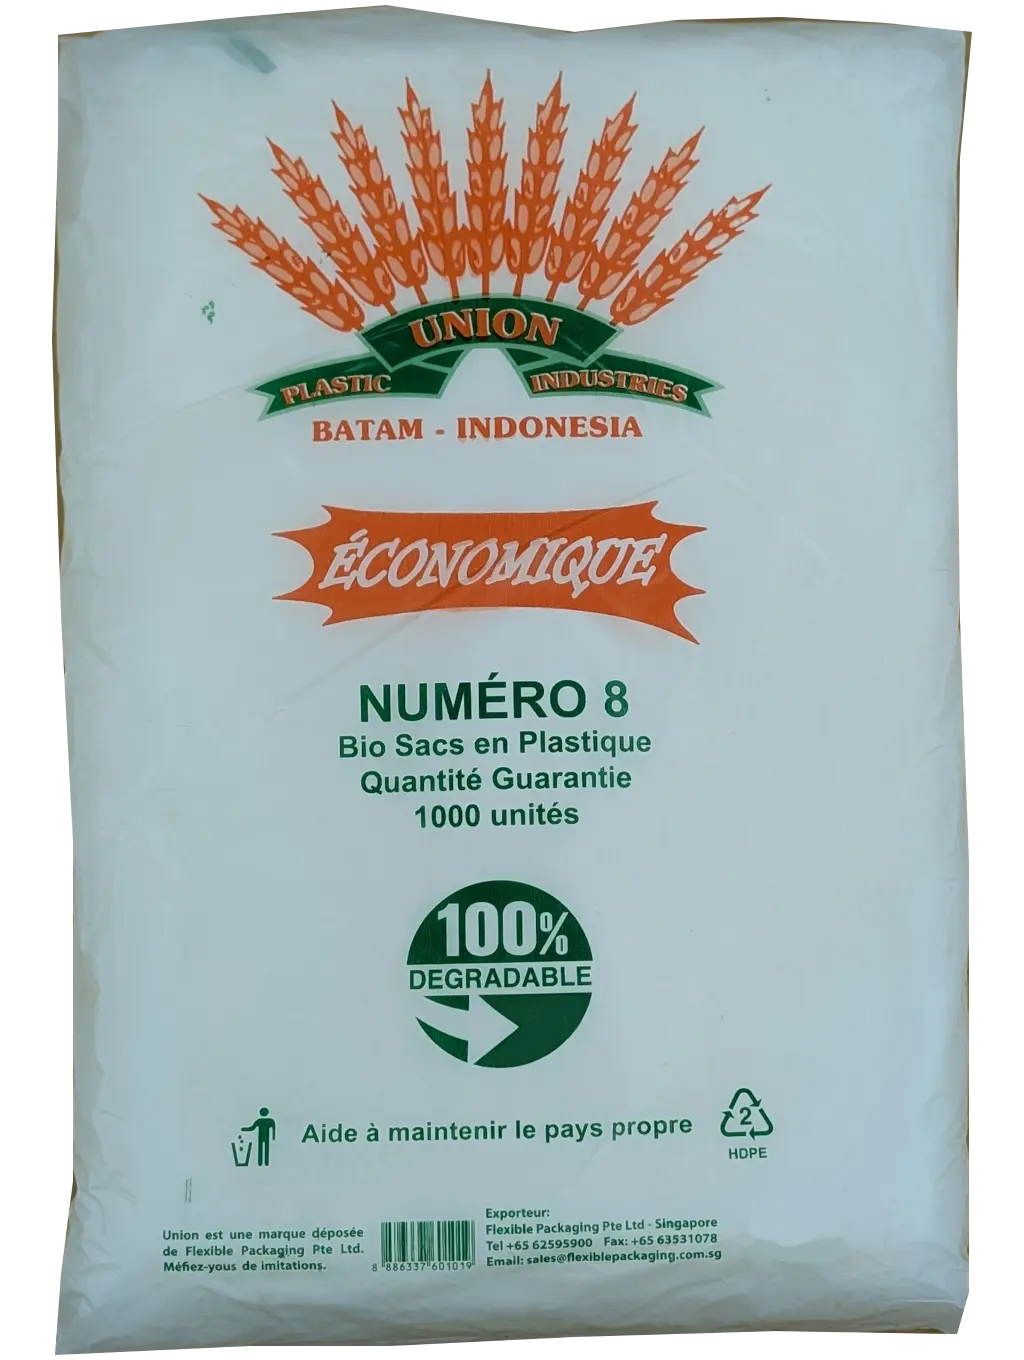 UNION
PLASTIC INDUSTRIES
BATAM - INDONESIA
ÉCONOMIQUE
NUMÉRO 8
Bio Sacs en Plastique
Quantité Guarantie
1000 unités
100%
DEGRADABLE
Aide à maintenir le pays propre
2
HDPE
Union est une marque déposée
de Flexible Packaging Pte Ltd.
Méfiez-vous de imitations.
8 886337 601019
Exporteur:
Flexible Packaging Pte Ltd - Singapore
Tel +65 62595900 Fax: +65 63531078
Email: sales@flexiblepackaging.com.sg